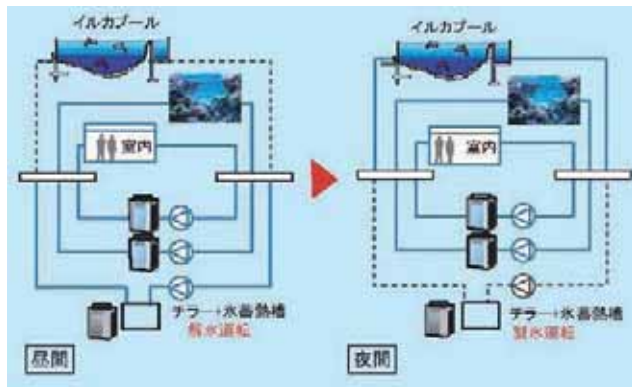 イルカプール
室内
チラー→氷蓄熱槽
解氷運転
昼間
イルカプール
室内
チラー→氷蓄熱槽
製氷運転
夜間